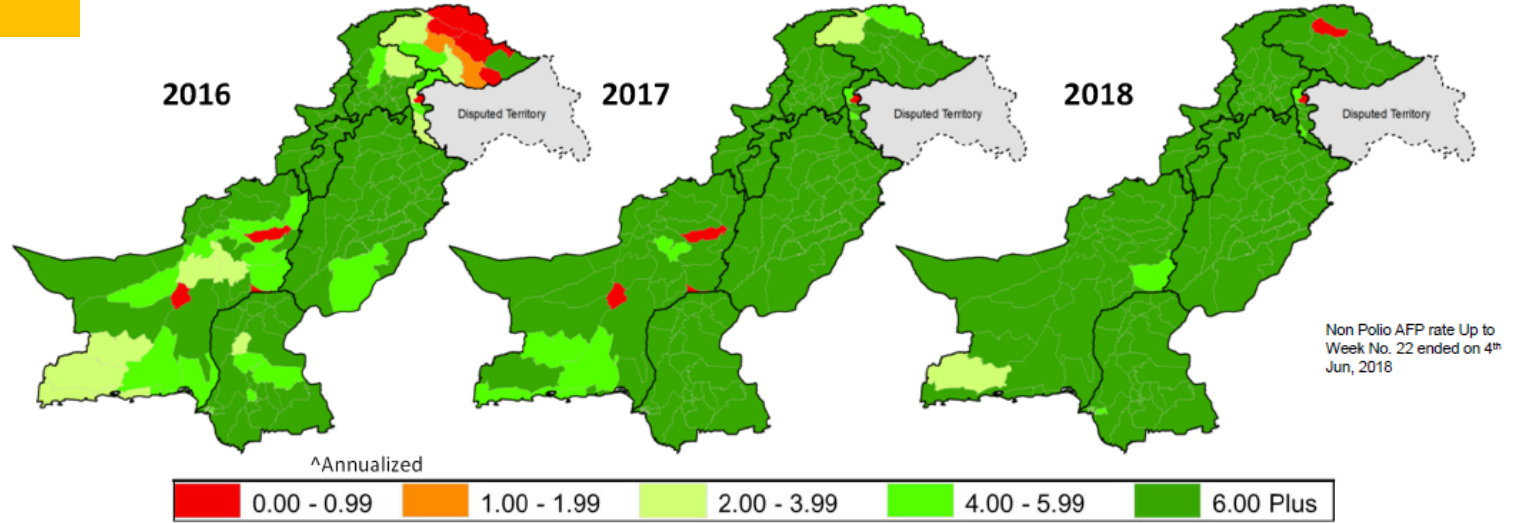 2016
2017
2018
Disputed Territory
Disputed Territory
Disputed Territory
Non Polio AFP rate Up to
Week No. 22 ended on 4th
Jun, 2018
^Annualized
0.00 - 0.99
1.00 - 1.99
2.00 - 3.99
4.00 - 5.99
6.00 Plus